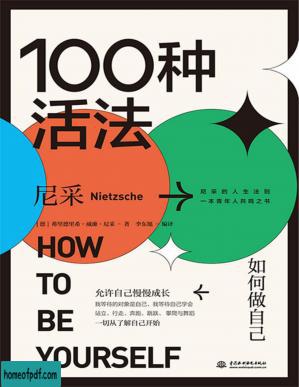 100种
活法
尼采 Nietzsche
尼采的人生法则
一本青年人共鸣之书
[德] 弗里德里希·威廉·尼采 著 李东旭 编译
HOW
TO
BE
YOURSELF
如何做自己
允许自己慢慢成长
我等待的对象是自己，我等待自己学会
站立、行走、奔跑、跳跃、攀爬与舞蹈
一切从了解自己开始
中国水利水电出版社
homeofpdf.com